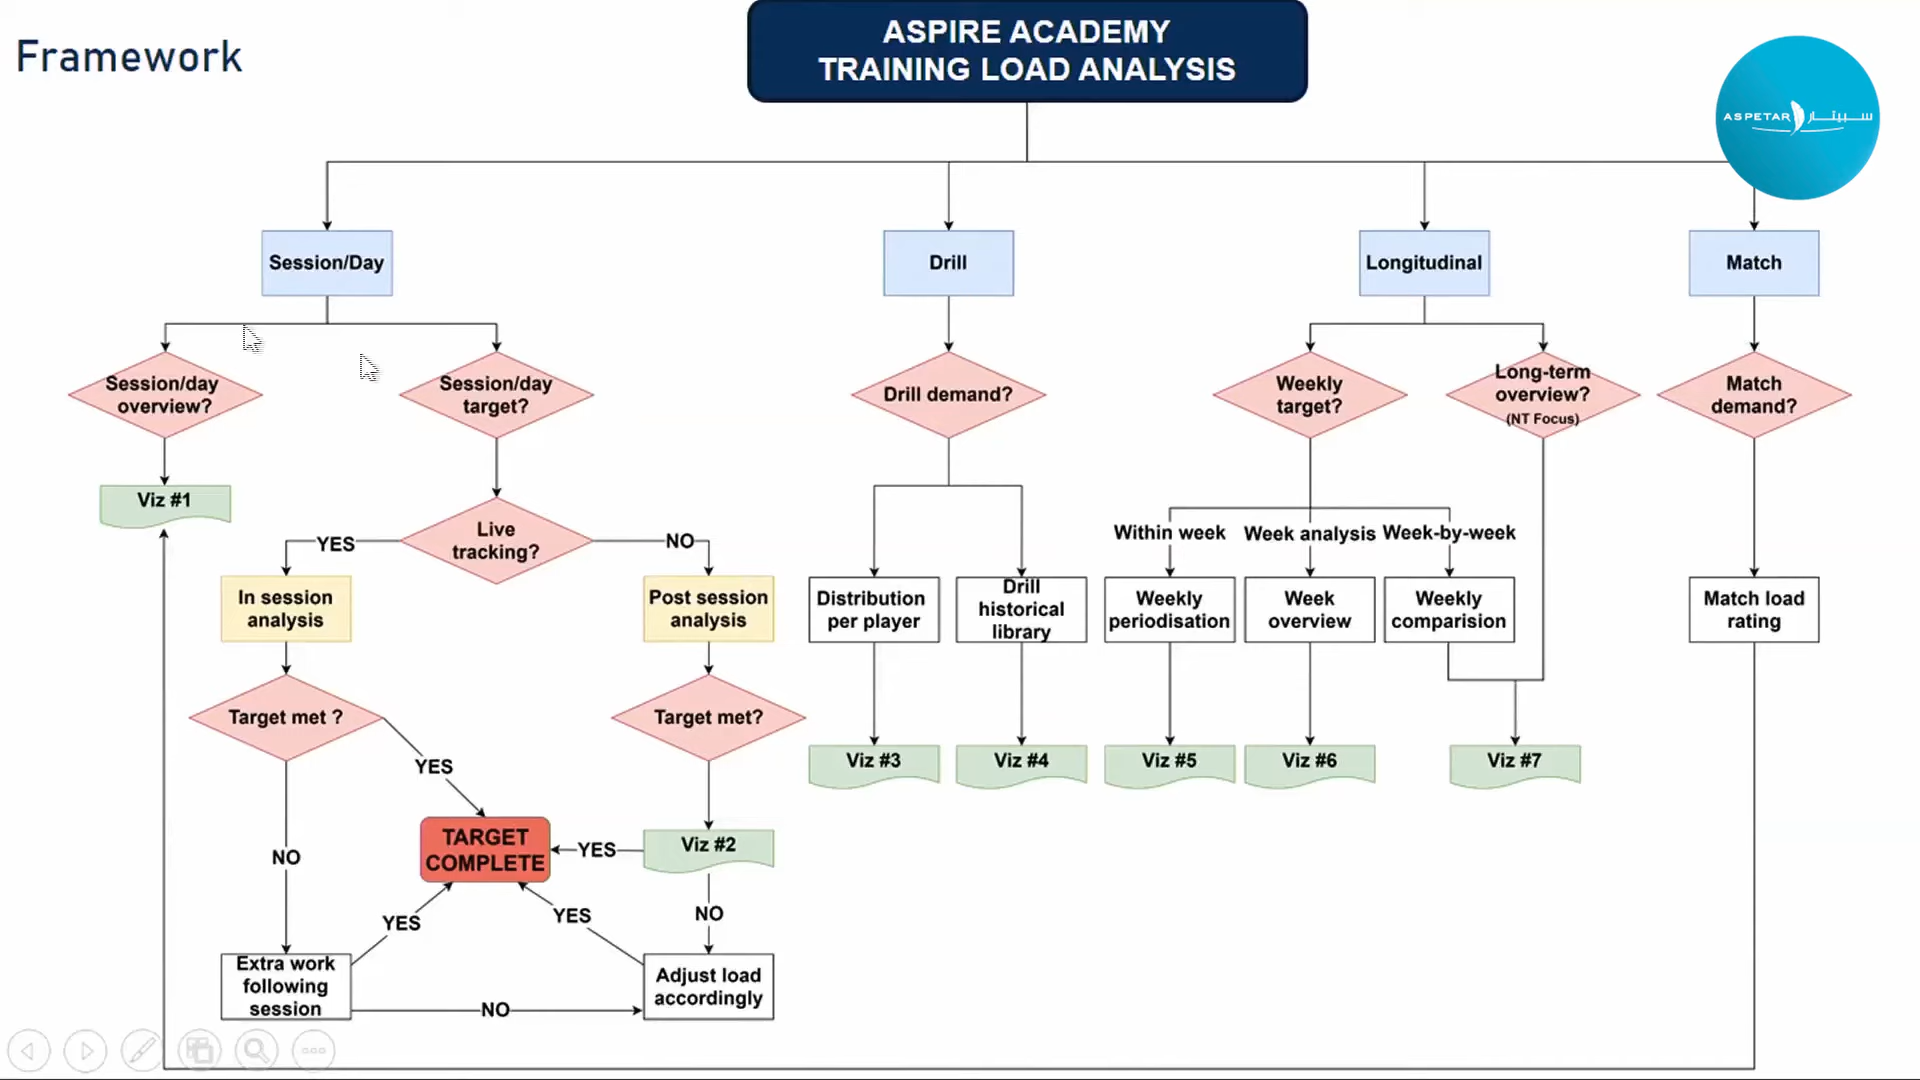 Framework
ASPIRE ACADEMY
TRAINING LOAD ANALYSIS
ASPETAR سبيتار
Session/Day
Drill
Longitudinal
Match
Session/day
overview?
Session/day
target?
Drill demand?
Weekly
target?
Long-term
overview?
(NT Focus)
Match
demand?
Viz #1
Live
tracking?
YES
NO
Within week
Week analysis
Week-by-week
In session
analysis
Post session
analysis
Distribution
per player
Drill
historical
library
Weekly
periodisation
Week
overview
Weekly
comparision
Match load
rating
Target met ?
Target met?
YES
Viz #3
Viz #4
Viz #5
Viz #6
Viz #7
NO
TARGET
COMPLETE
YES
Viz #2
YES
YES
NO
Extra work
following
session
NO
Adjust load
accordingly